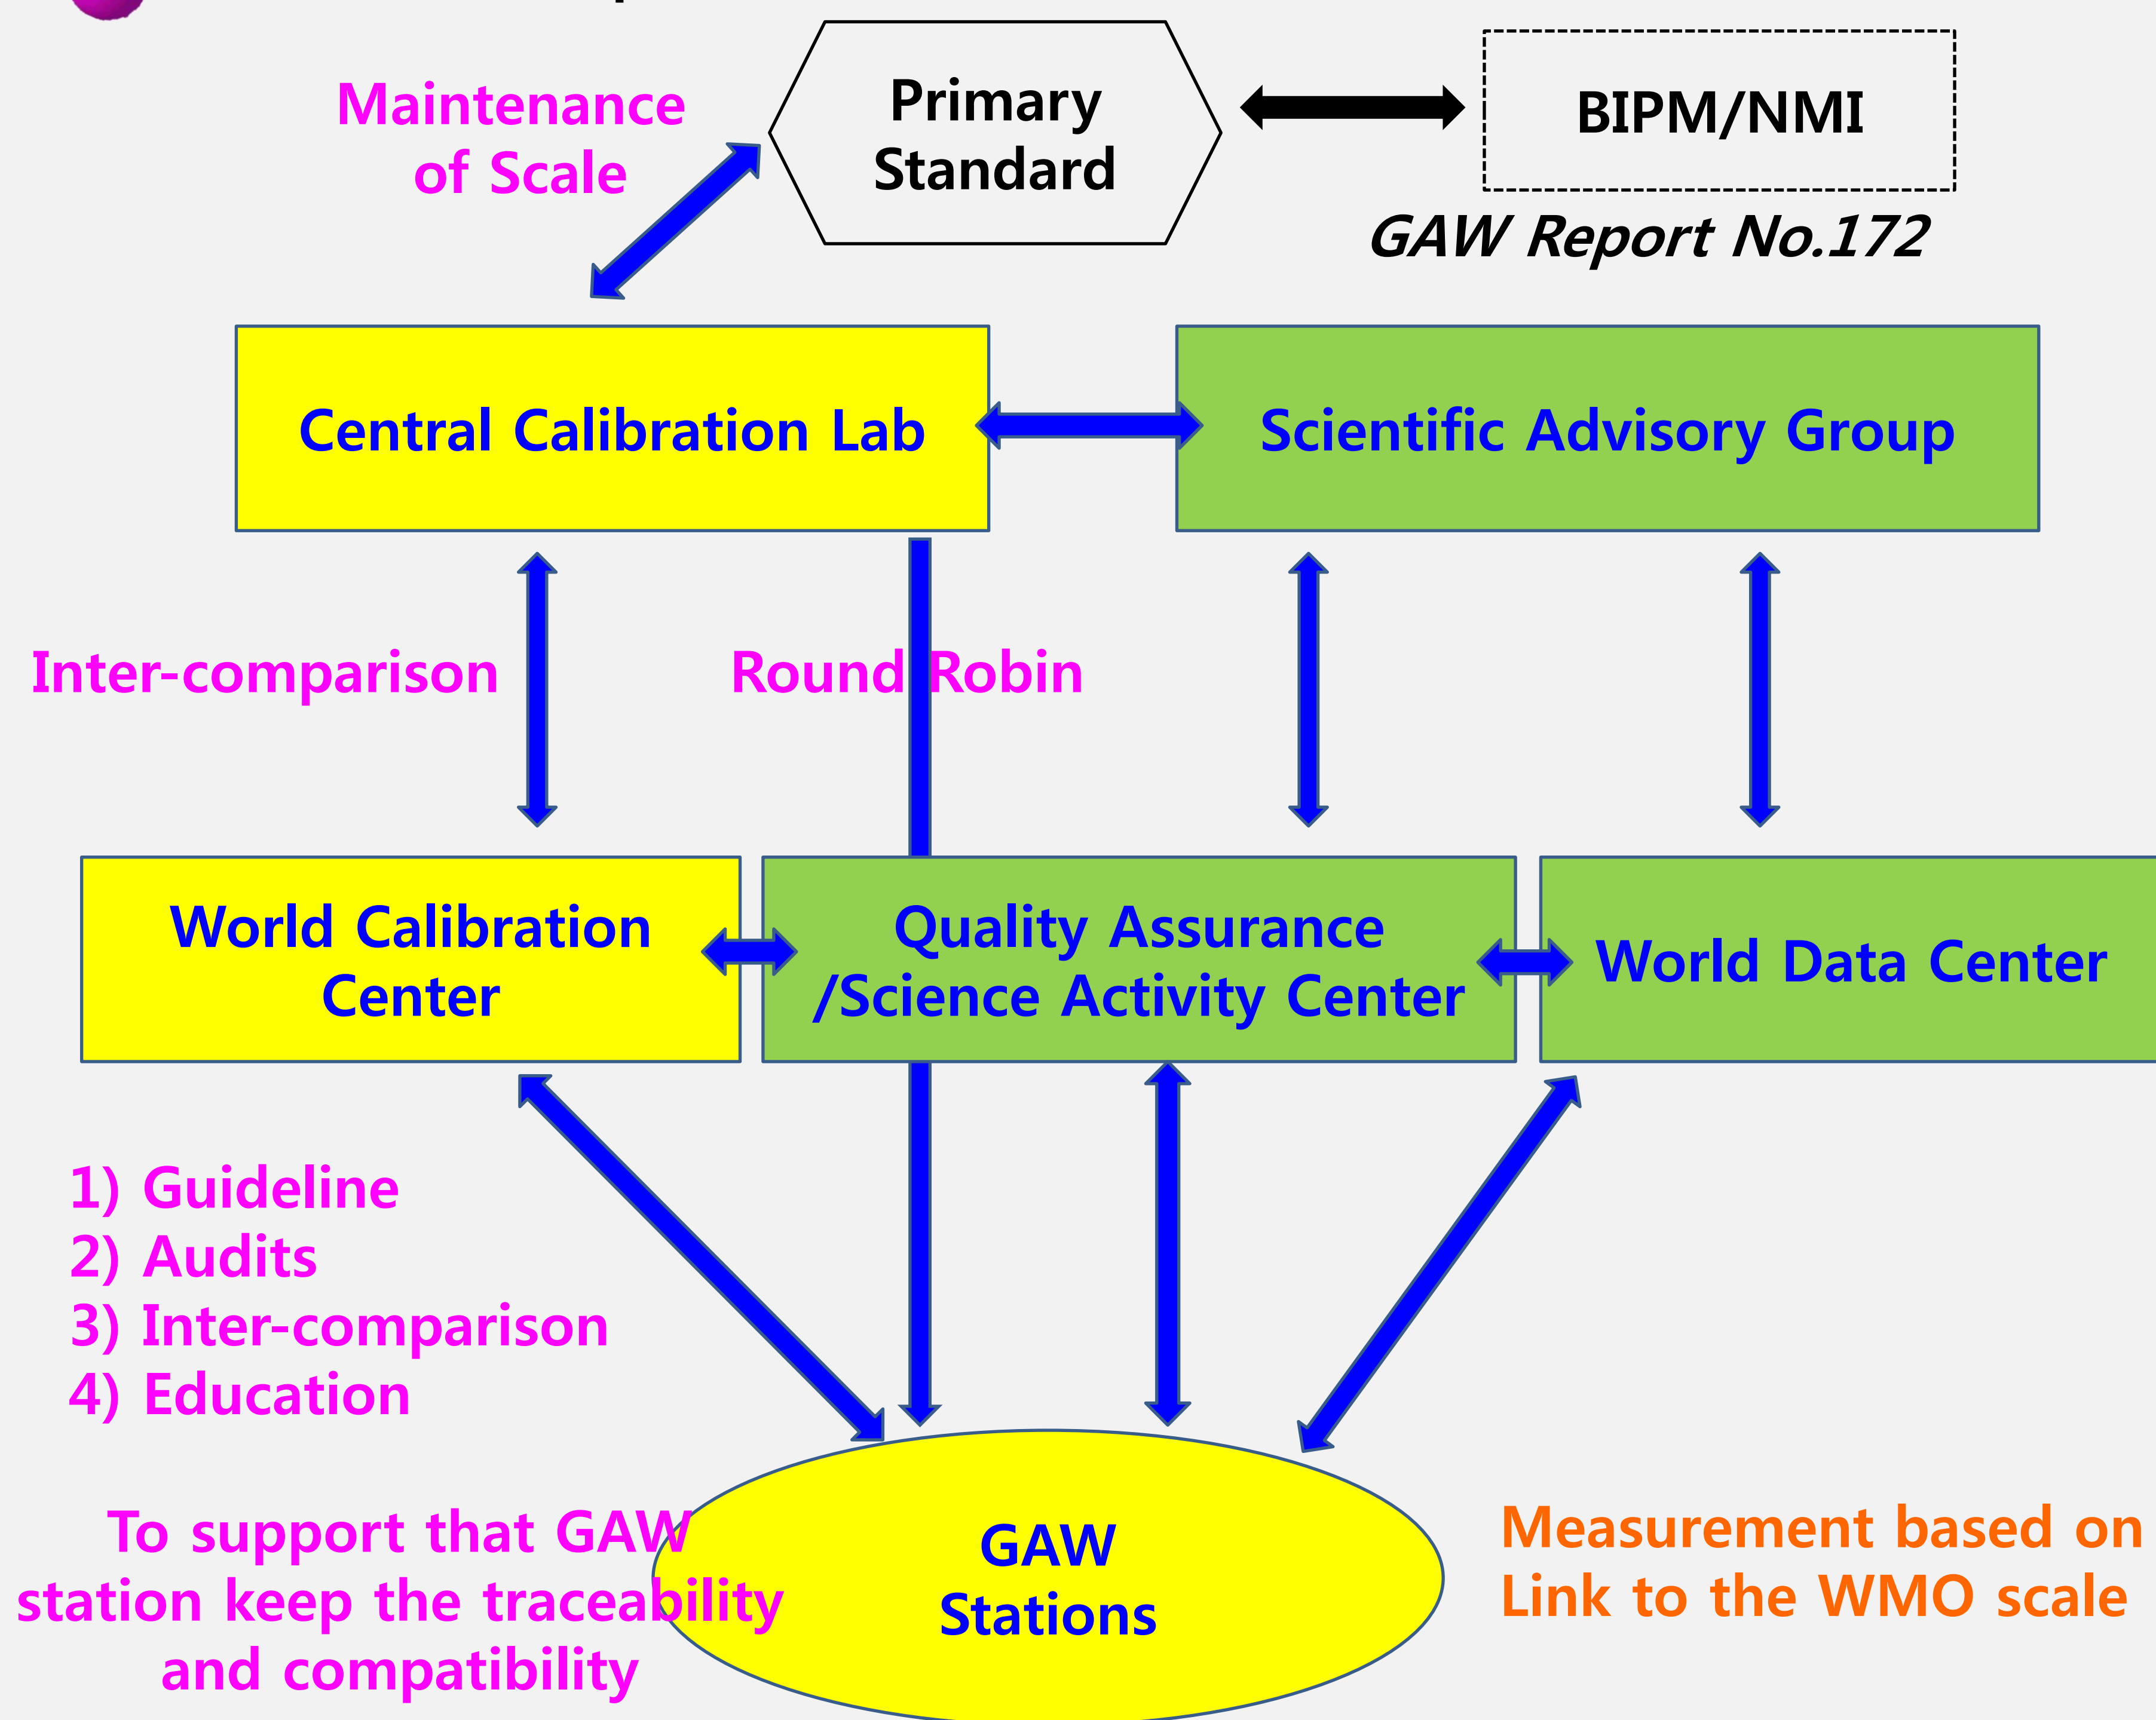 Maintenance
of Scale
Primary
Standard
BIPM/NMI
GAW Report No.172
Central Calibration Lab
Scientific Advisory Group
Inter-comparison
Round Robin
World Calibration
Center
Quality Assurance
/Science Activity Center
World Data Center
1) Guideline
2) Audits
3) Inter-comparison
4) Education
To support that GAW
station keep the traceability
and compatibility
GAW
Stations
Measurement based on
Link to the WMO scale